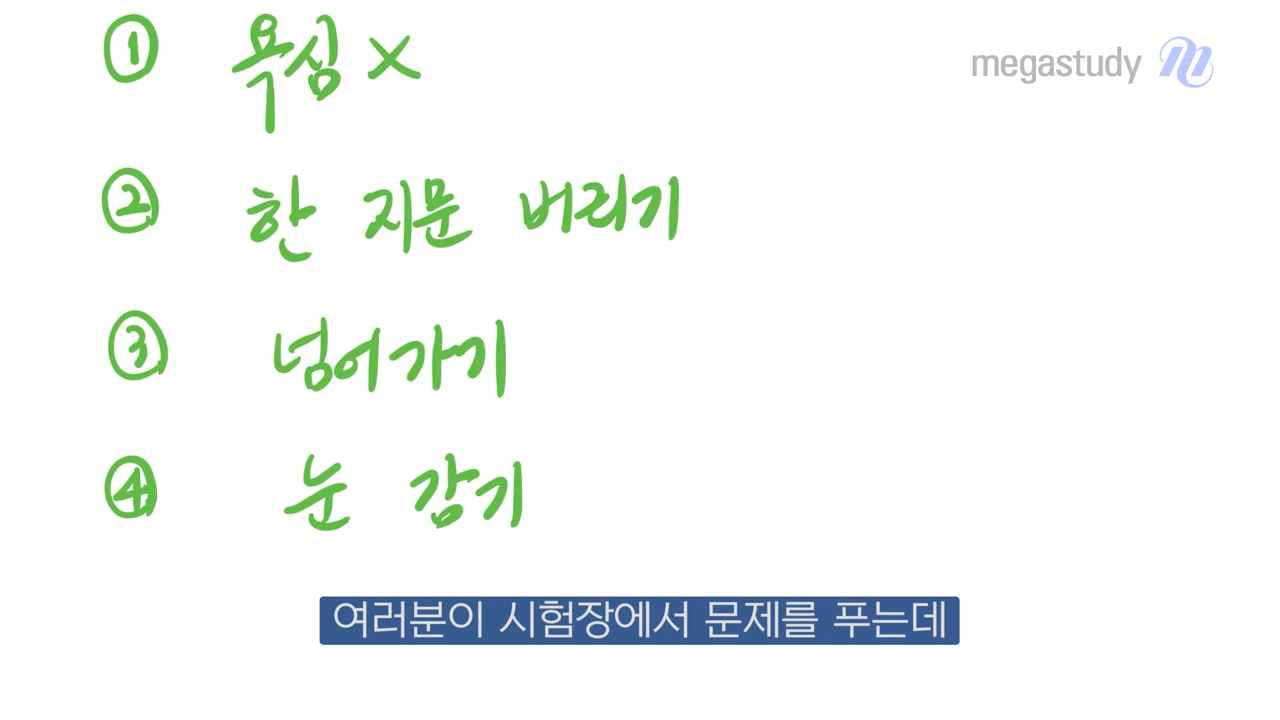 ① 욕심 X
megastudy
② 한 지문 버리기
③ 넘어가기
④ 눈 감기
여러분이 시험장에서 문제를 푸는데